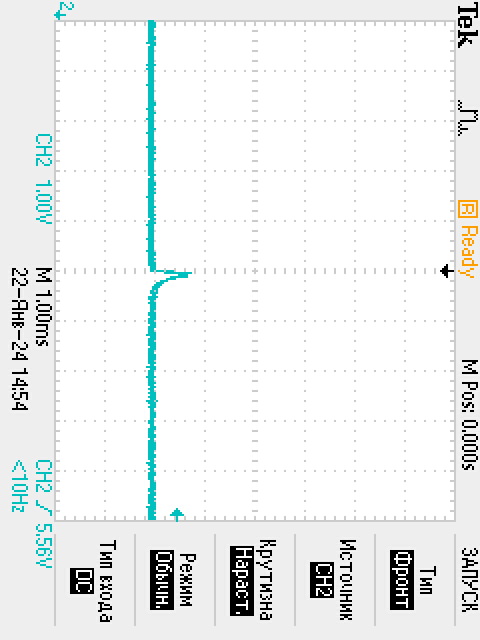 Tek
R Ready
M Pos: 0.000s
ЗАПУСК
Тип
Фронт
Источник
CH2
Крутизна
Нараст
Режим
Обычн.
Тип входа
DC
2
CH2 1.00V
M 1.00ms
CH2 / 5.56V
22-Янв-24 14:54
<10Hz